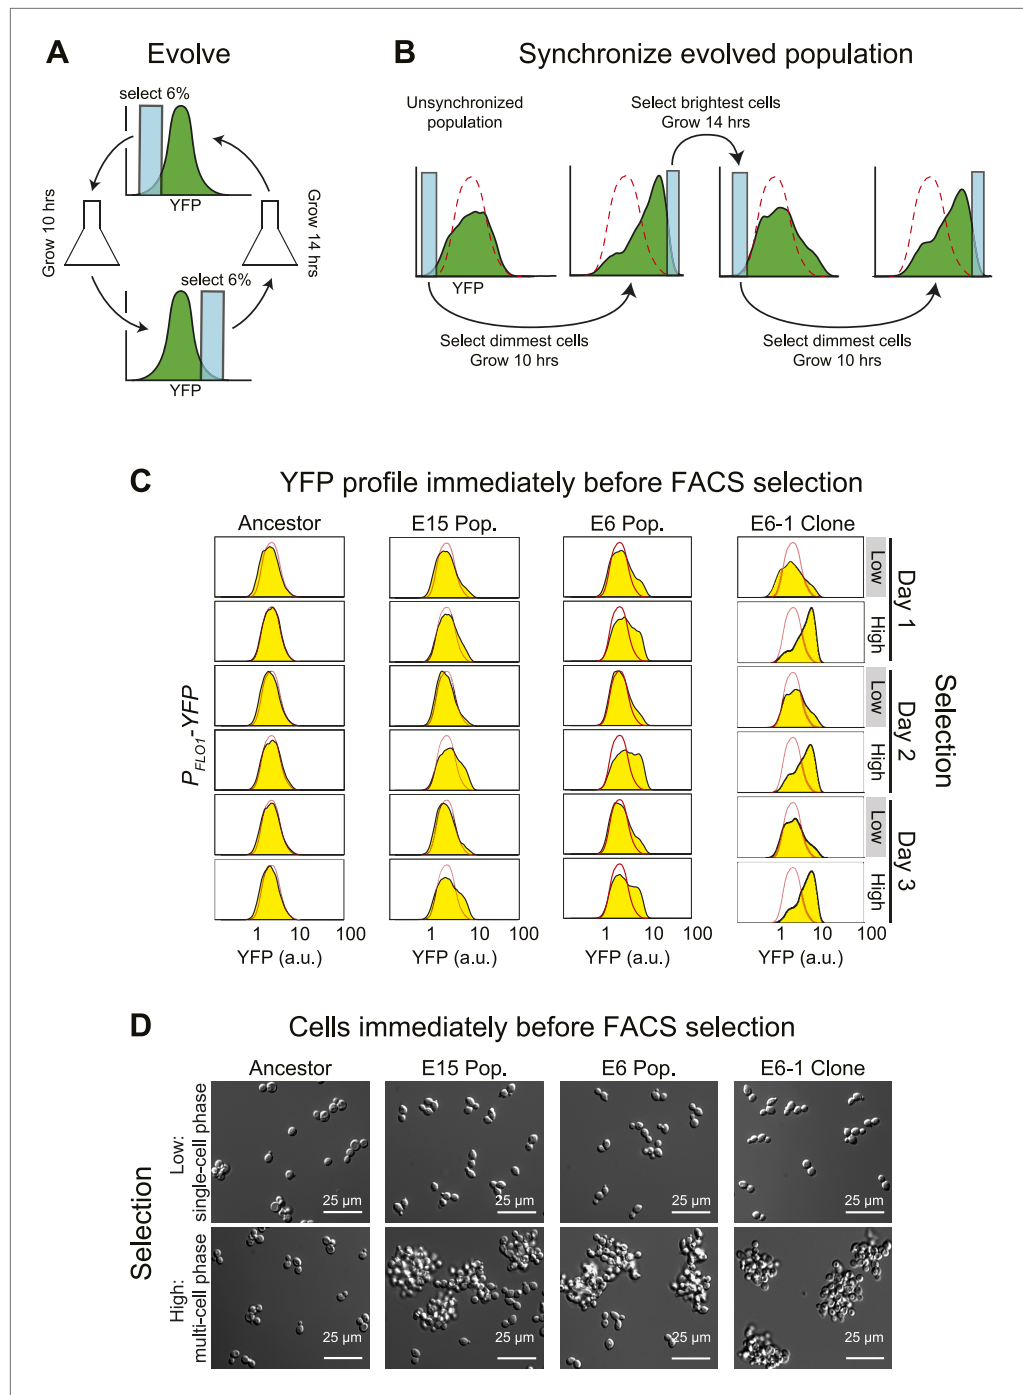 A
Evolve
select 6%
YFP
Grow 10 hrs
Grow 14 hrs
select 6%
YFP
B
Synchronize evolved population
Unsynchronized
population
Select brightest cells
Grow 14 hrs
YFP
Select dimmest cells
Grow 10 hrs
Select dimmest cells
Grow 10 hrs
C
YFP profile immediately before FACS selection
Ancestor
E15 Pop.
E6 Pop.
E6-1 Clone
Low
High
Day 1
Low
High
Day 2
Low
High
Day 3
Selection
PFLO1-YFP
1 10 100
1 10 100
1 10 100
1 10 100
YFP (a.u.)
YFP (a.u.)
YFP (a.u.)
YFP (a.u.)
D
Cells immediately before FACS selection
Ancestor
E15 Pop.
E6 Pop.
E6-1 Clone
Selection
Low:
single-cell phase
25 µm
25 µm
25 µm
25 µm
High:
multi-cell phase
25 µm
25 µm
25 µm
25 µm